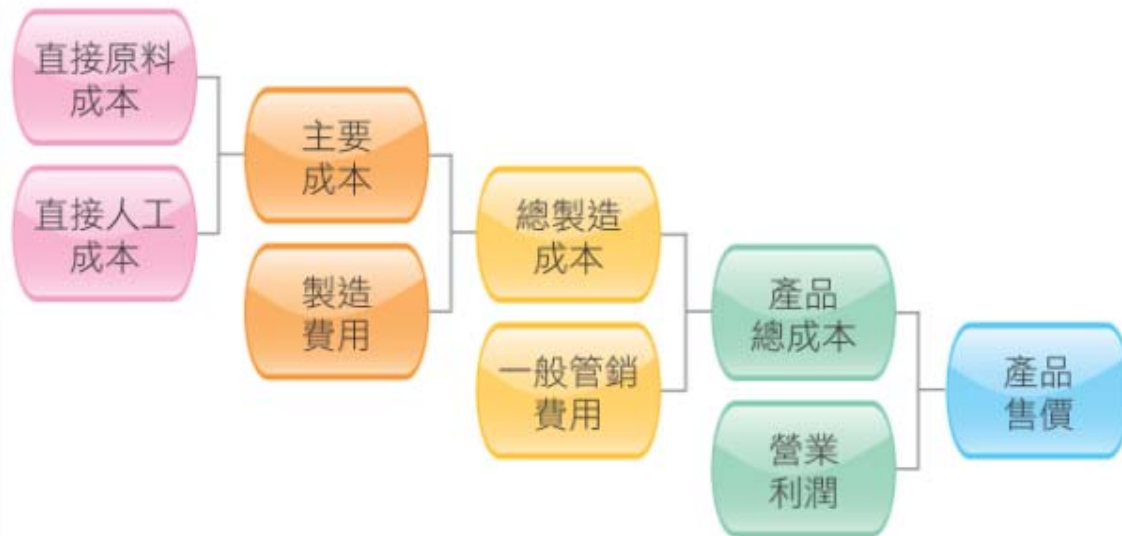 直接原料
成本
直接人工
成本
主要
成本
製造
費用
總製造
成本
一般管銷
費用
產品
總成本
營業
利潤
產品
售價